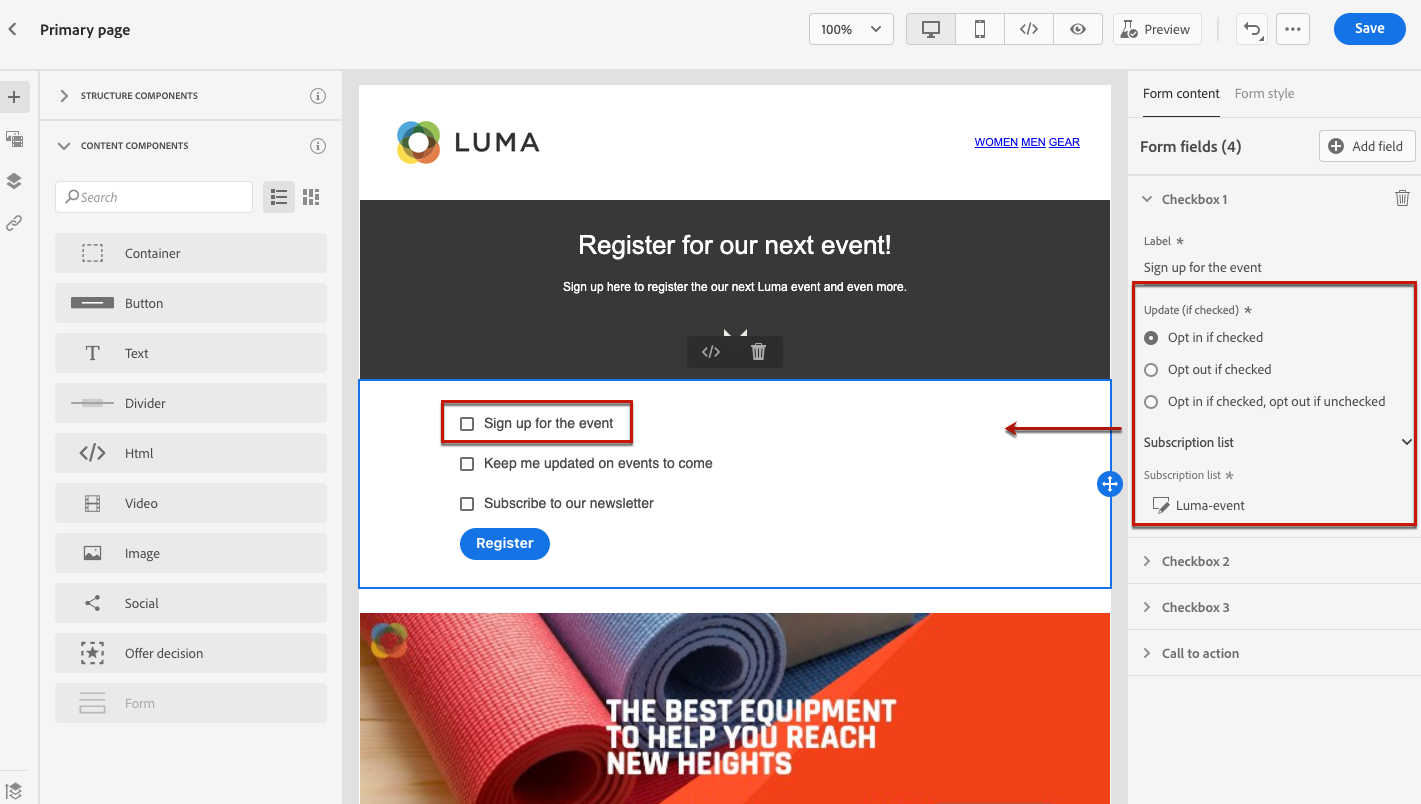 Primary page
100%
Preview
Save
STRUCTURE COMPONENTS
CONTENT COMPONENTS
Search
Container
Button
Text
Divider
Html
Video
Image
Social
Offer decision
Form
LUMA
WOMEN MEN GEAR
Register for our next event!
Sign up here to register the our next Luma event and even more.
Sign up for the event
Keep me updated on events to come
Subscribe to our newsletter
Register
THE BEST EQUIPMENT
TO HELP YOU REACH
NEW HEIGHTS
Form content Form style
Form fields (4)
Add field
Checkbox 1
Label *
Sign up for the event
Update (if checked) *
Opt in if checked
Opt out if checked
Opt in if checked, opt out if unchecked
Subscription list
Subscription list *
Luma-event
Checkbox 2
Checkbox 3
Call to action